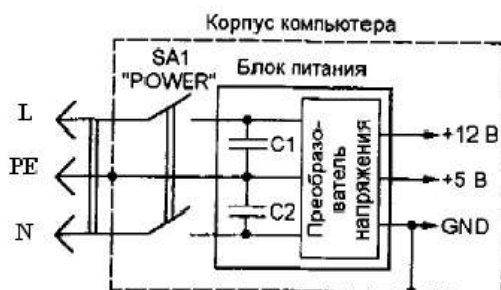 Корпус компьютера
SA1
"POWER"
Блок питания
L
PE
N
C1
C2
Преобразо-
ватель
напряжения
+12 В
+5 В
GND